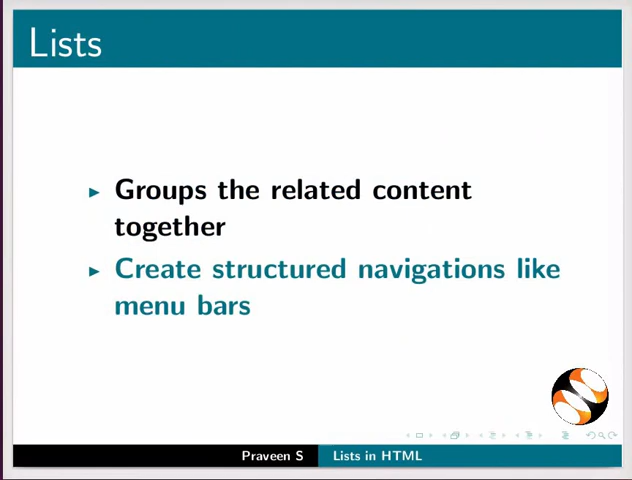 Lists
Groups the related content
together
Create structured navigations like
menu bars
Praveen S
Lists in HTML